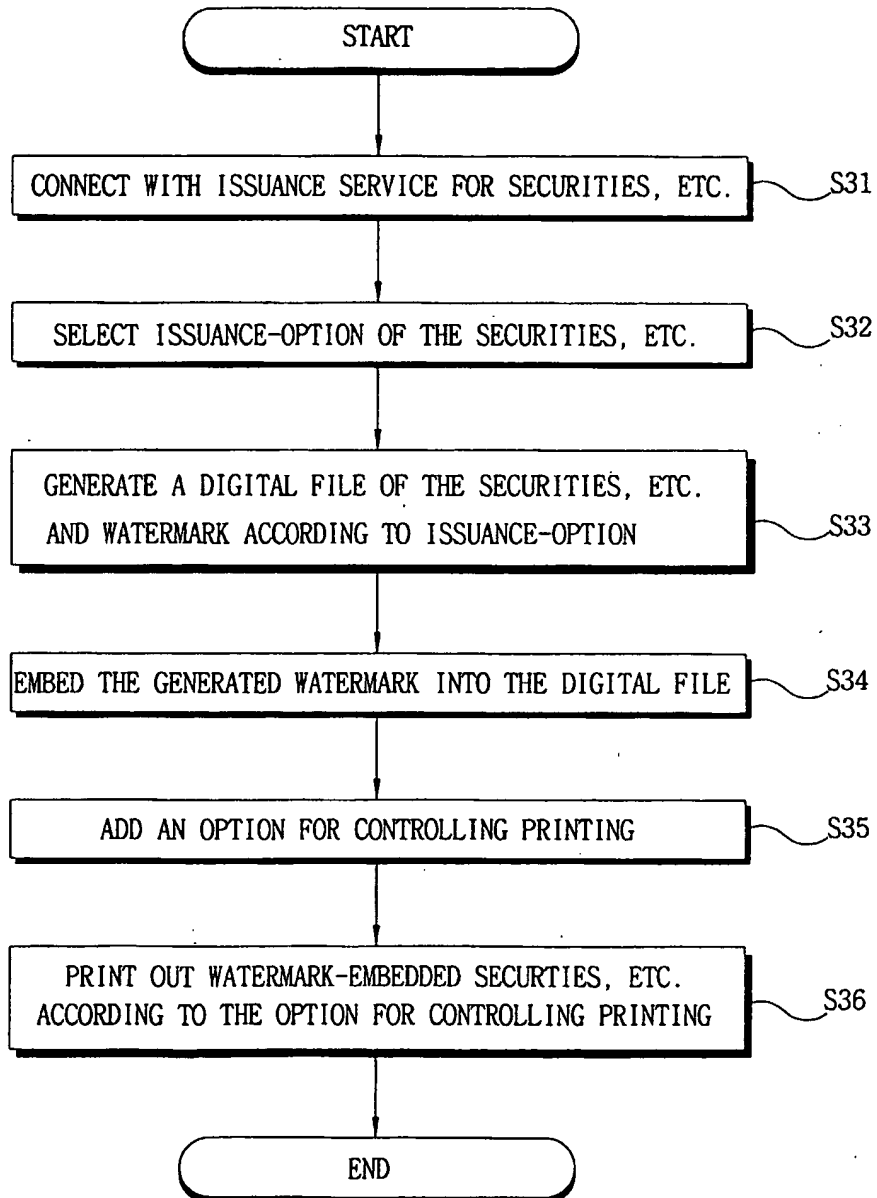 START
CONNECT WITH ISSUANCE SERVICE FOR SECURITIES, ETC.
S31
SELECT ISSUANCE-OPTION OF THE SECURITIES, ETC.
S32
GENERATE A DIGITAL FILE OF THE SECURITIES, ETC.
AND WATERMARK ACCORDING TO ISSUANCE-OPTION
S33
EMBED THE GENERATED WATERMARK INTO THE DIGITAL FILE
S34
ADD AN OPTION FOR CONTROLLING PRINTING
S35
PRINT OUT WATERMARK-EMBEDDED SECURTIES, ETC.
ACCORDING TO THE OPTION FOR CONTROLLING PRINTING
S36
END